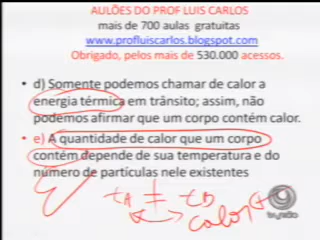 AULÕES DO PROF LUIS CARLOS
mais de 700 aulas gratuitas
www.profluiscarlos.blogspot.com
Obrigado, pelos mais de 530.000 acessos.
• d) Somente podemos chamar de calor a
energia térmica em trânsito; assim, não
podemos afirmar que um corpo contém calor.
• e) A quantidade de calor que um corpo
contém depende de sua temperatura e do
número de partículas nele existentes
tA ≠ tB
calor